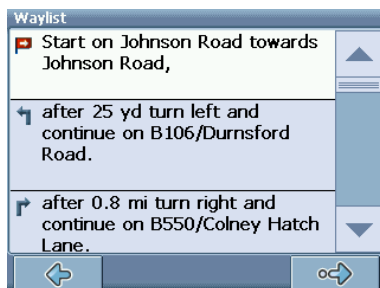 Waylist
Start on Johnson Road towards
Johnson Road,
after 25 yd turn left and
continue on B106/Durnsford
Road.
after 0.8 mi turn right and
continue on B550/Colney Hatch
Lane.